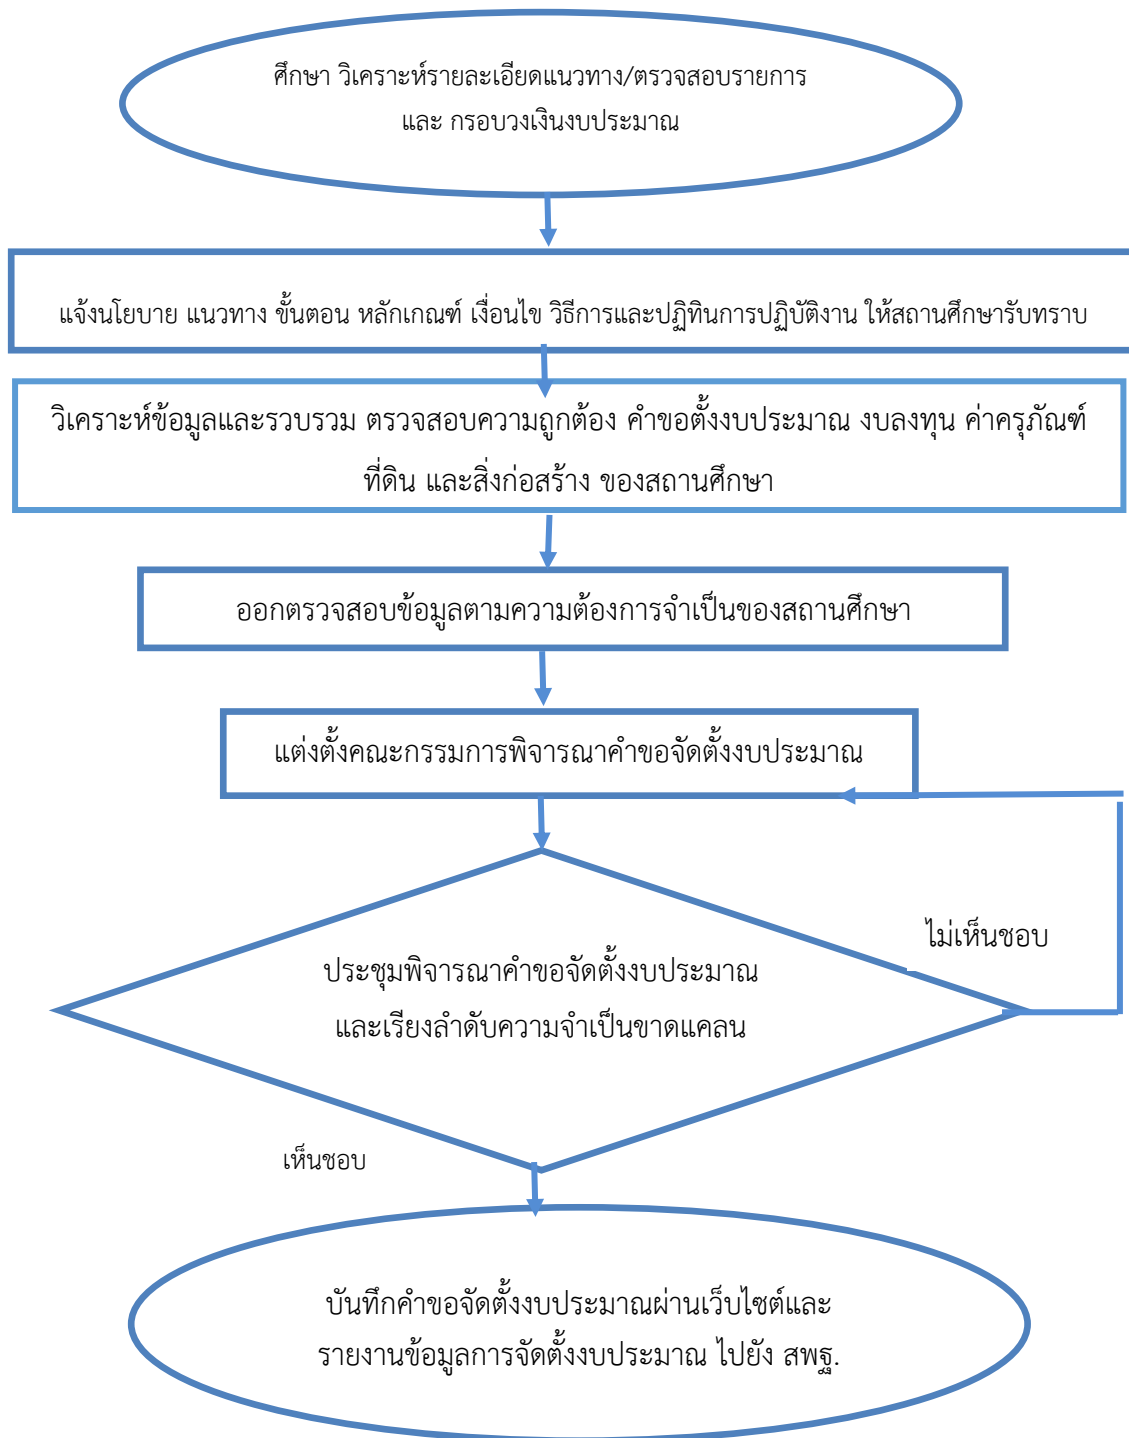 ศึกษา วิเคราะห์รายละเอียดแนวทาง/ตรวจสอบรายการ
และ กรอบวงเงินงบประมาณ
แจ้งนโยบาย แนวทาง ขั้นตอน หลักเกณฑ์ เงื่อนไข วิธีการและปฏิทินการปฏิบัติงาน ให้สถานศึกษารับทราบ
วิเคราะห์ข้อมูลและรวบรวม ตรวจสอบความถูกต้อง คำขอตั้งงบประมาณ งบลงทุน ค่าครุภัณฑ์
ที่ดิน และสิ่งก่อสร้าง ของสถานศึกษา
ออกตรวจสอบข้อมูลตามความต้องการจำเป็นของสถานศึกษา
แต่งตั้งคณะกรรมการพิจารณาคำขอจัดตั้งงบประมาณ
ไม่เห็นชอบ
ประชุมพิจารณาคำขอจัดตั้งงบประมาณ
และเรียงลำดับความจำเป็นขาดแคลน
เห็นชอบ
บันทึกคำขอจัดตั้งงบประมาณผ่านเว็บไซต์และ
รายงานข้อมูลการจัดตั้งงบประมาณ ไปยัง สพฐ.